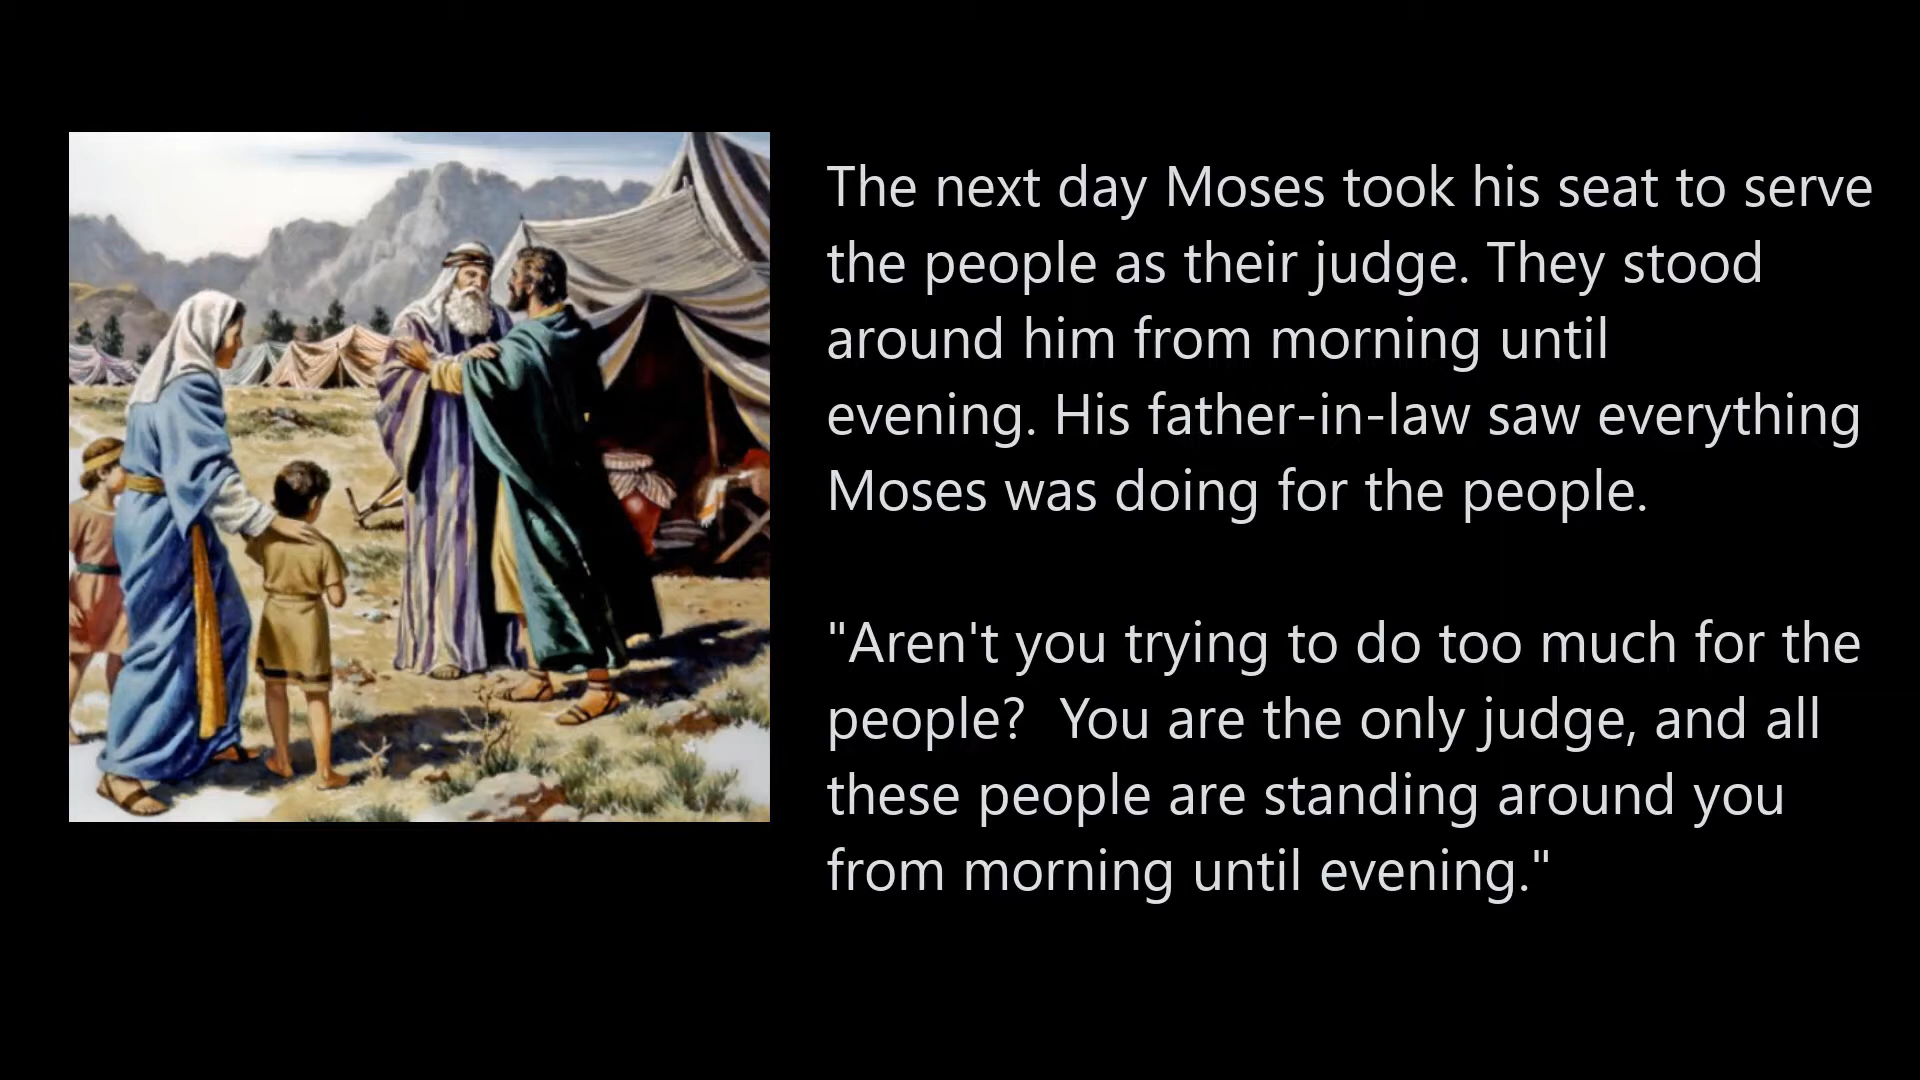 The next day Moses took his seat to serve
the people as their judge. They stood
around him from morning until
evening. His father-in-law saw everything
Moses was doing for the people.
"Aren't you trying to do too much for the
people?  You are the only judge, and all
these people are standing around you
from morning until evening."